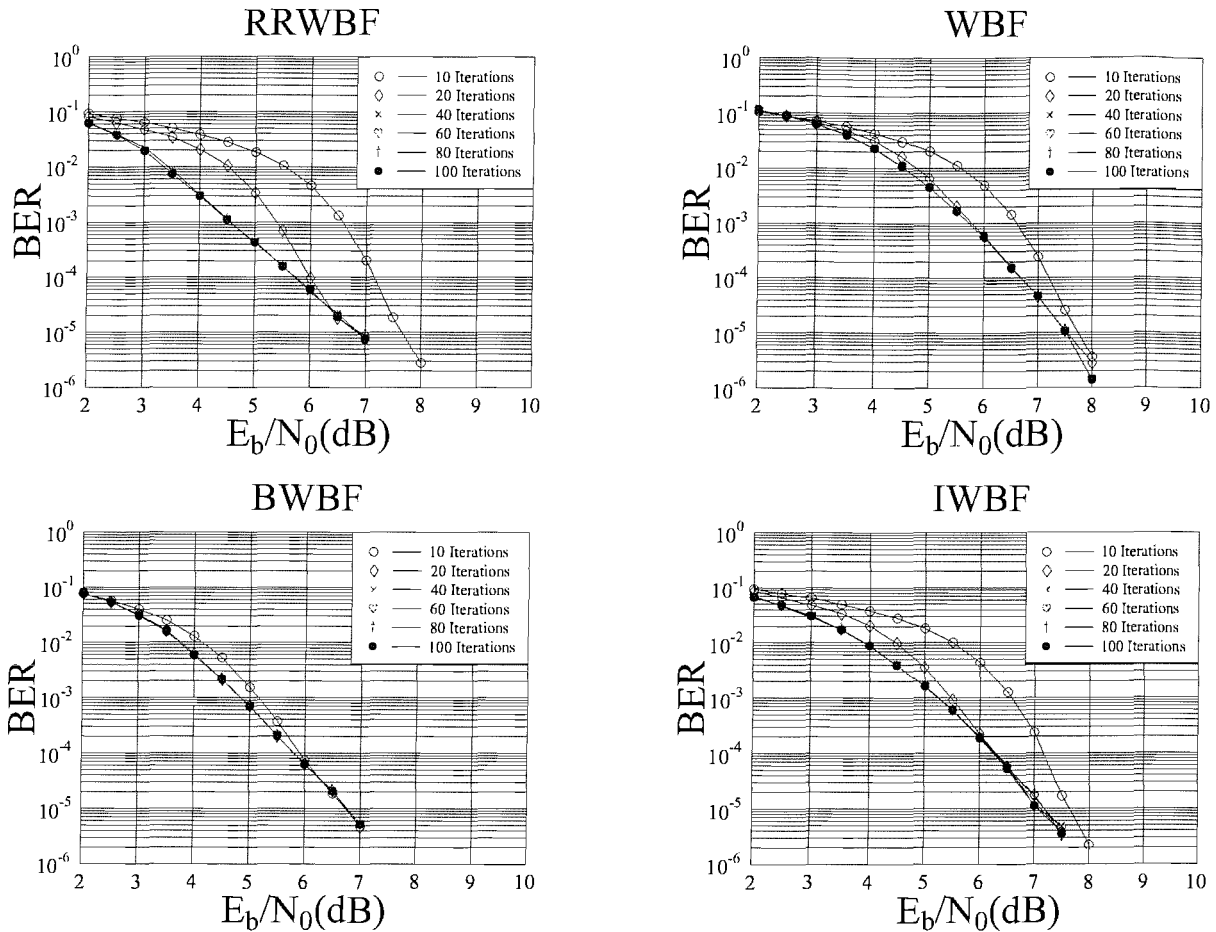 RRWBF
10^0
10^-1
10^-2
10^-3
10^-4
10^-5
10^-6
BER
10 Iterations
20 Iterations
40 Iterations
60 Iterations
80 Iterations
100 Iterations
2 3 4 5 6 7 8 9 10
E_b/N_0(dB)
WBF
10^0
10^-1
10^-2
10^-3
10^-4
10^-5
10^-6
BER
10 Iterations
20 Iterations
40 Iterations
60 Iterations
80 Iterations
100 Iterations
2 3 4 5 6 7 8 9 10
E_b/N_0(dB)
BWBF
10^0
10^-1
10^-2
10^-3
10^-4
10^-5
10^-6
BER
10 Iterations
20 Iterations
40 Iterations
60 Iterations
80 Iterations
100 Iterations
2 3 4 5 6 7 8 9 10
E_b/N_0(dB)
IWBF
10^0
10^-1
10^-2
10^-3
10^-4
10^-5
10^-6
BER
10 Iterations
20 Iterations
40 Iterations
60 Iterations
80 Iterations
100 Iterations
2 3 4 5 6 7 8 9 10
E_b/N_0(dB)